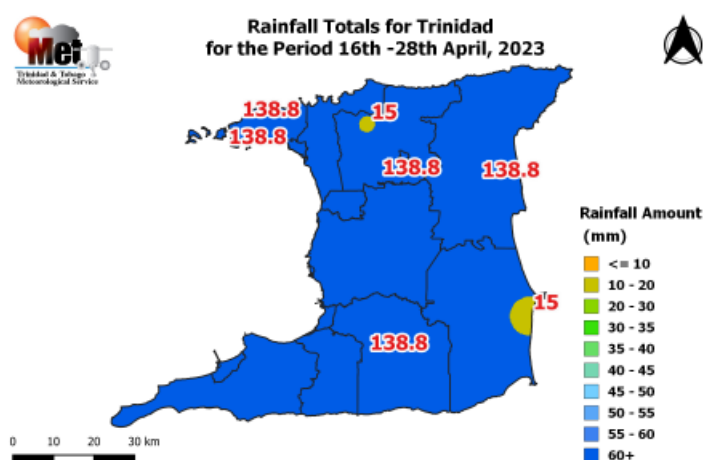 Rainfall Totals for Trinidad
for the Period 16th -28th April, 2023
Met
Trinidad & Tobago
Meteorological Service
138.8
15
138.8
138.8
138.8
15
138.8
Rainfall Amount
(mm)
<= 10
10 - 20
20 - 30
30 - 35
35 - 40
40 - 45
45 - 50
50 - 55
55 - 60
60+
0 10 20 30 km